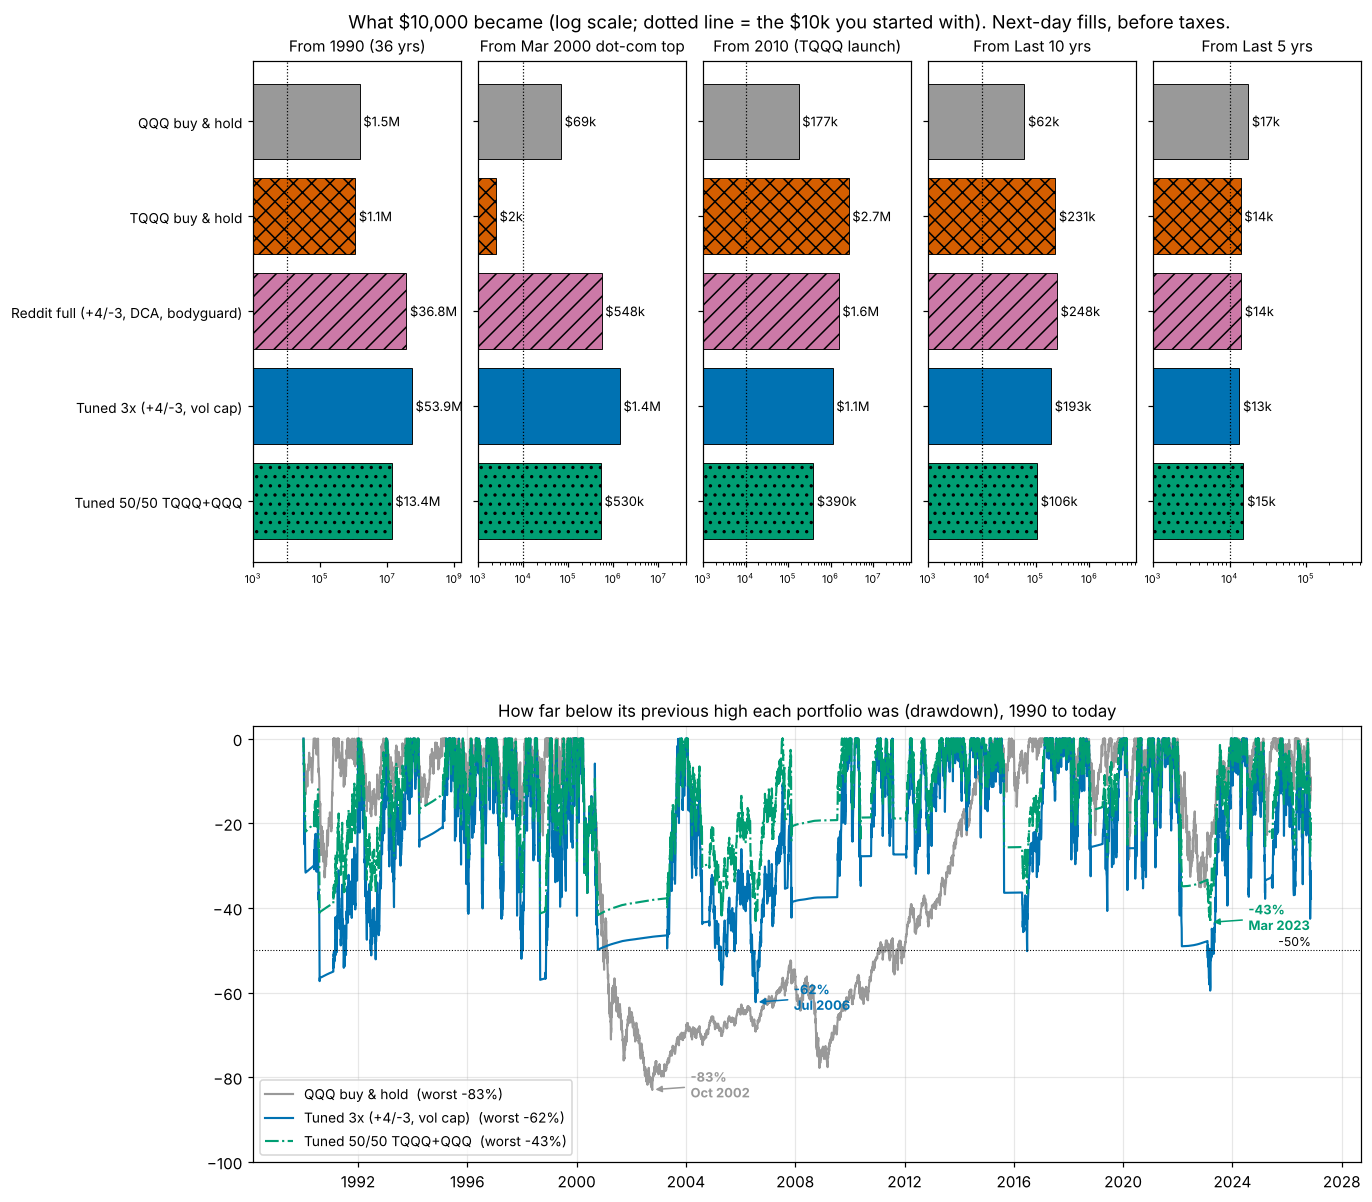 What $10,000 became (log scale; dotted line = the $10k you started with). Next-day fills, before taxes.
From 1990 (36 yrs)
From Mar 2000 dot-com top
From 2010 (TQQQ launch)
From Last 10 yrs
From Last 5 yrs
QQQ buy & hold
$1.5M
$69k
$177k
$62k
$17k
TQQQ buy & hold
$1.1M
$2k
$2.7M
$231k
$14k
Reddit full (+4/-3, DCA, bodyguard)
$36.8M
$548k
$1.6M
$248k
$14k
Tuned 3x (+4/-3, vol cap)
$53.9M
$1.4M
$1.1M
$193k
$13k
Tuned 50/50 TQQQ+QQQ
$13.4M
$530k
$390k
$106k
$15k
10³ 10⁵ 10⁷ 10⁹
10³ 10⁴ 10⁵ 10⁶ 10⁷
10³ 10⁴ 10⁵ 10⁶ 10⁷
10³ 10⁴ 10⁵ 10⁶
10³ 10⁴ 10⁵
How far below its previous high each portfolio was (drawdown), 1990 to today
0
−20
−40
−60
−80
−100
-43%
Mar 2023
-50%
-62%
Jul 2006
-83%
Oct 2002
QQQ buy & hold (worst -83%)
Tuned 3x (+4/-3, vol cap) (worst -62%)
Tuned 50/50 TQQQ+QQQ (worst -43%)
1992 1996 2000 2004 2008 2012 2016 2020 2024 2028